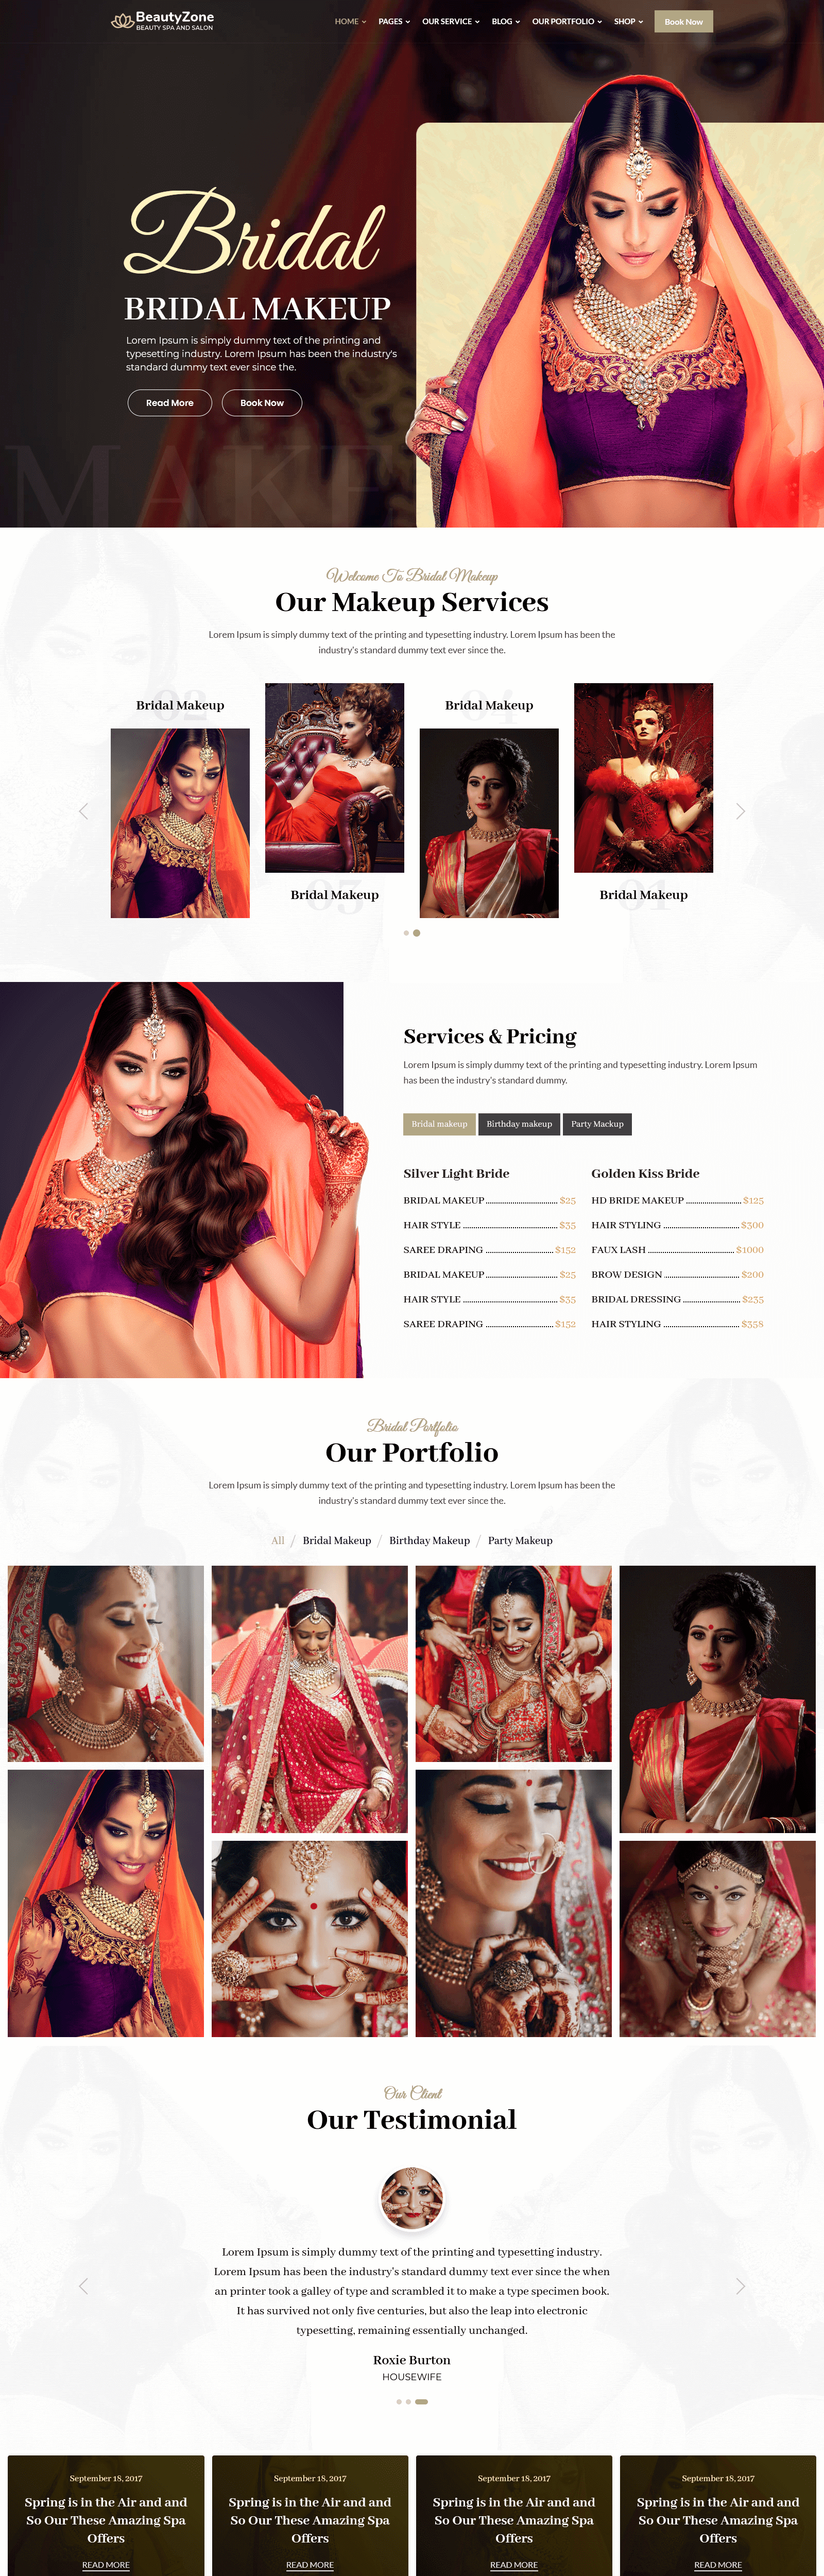 BeautyZone
BEAUTY SPA AND SALON
HOME PAGES OUR SERVICE BLOG OUR PORTFOLIO SHOP Book Now
Bridal
BRIDAL MAKEUP
Lorem Ipsum is simply dummy text of the printing and
typesetting industry. Lorem Ipsum has been the industry's
standard dummy text ever since the.
Read More Book Now
MAKE
Welcome To Bridal Makeup
Our Makeup Services
Lorem Ipsum is simply dummy text of the printing and typesetting industry. Lorem Ipsum has been the
industry's standard dummy text ever since the.
02
Bridal Makeup
04
Bridal Makeup
03
Bridal Makeup
01
Bridal Makeup
Services & Pricing
Lorem Ipsum is simply dummy text of the printing and typesetting industry. Lorem Ipsum
has been the industry's standard dummy.
Bridal makeup Birthday makeup Party Mackup
Silver Light Bride
BRIDAL MAKEUP $25
HAIR STYLE $35
SAREE DRAPING $152
BRIDAL MAKEUP $25
HAIR STYLE $35
SAREE DRAPING $152
Golden Kiss Bride
HD BRIDE MAKEUP $125
HAIR STYLING $300
FAUX LASH $1000
BROW DESIGN $200
BRIDAL DRESSING $235
HAIR STYLING $358
Bridal Portfolio
Our Portfolio
Lorem Ipsum is simply dummy text of the printing and typesetting industry. Lorem Ipsum has been the
industry's standard dummy text ever since the.
All / Bridal Makeup / Birthday Makeup / Party Makeup
Our Client
Our Testimonial
Lorem Ipsum is simply dummy text of the printing and typesetting industry.
Lorem Ipsum has been the industry's standard dummy text ever since the when
an printer took a galley of type and scrambled it to make a type specimen book.
It has survived not only five centuries, but also the leap into electronic
typesetting, remaining essentially unchanged.
Roxie Burton
HOUSEWIFE
September 18, 2017
Spring is in the Air and and
So Our These Amazing Spa
Offers
READ MORE
September 18, 2017
Spring is in the Air and and
So Our These Amazing Spa
Offers
READ MORE
September 18, 2017
Spring is in the Air and and
So Our These Amazing Spa
Offers
READ MORE
September 18, 2017
Spring is in the Air and and
So Our These Amazing Spa
Offers
READ MORE